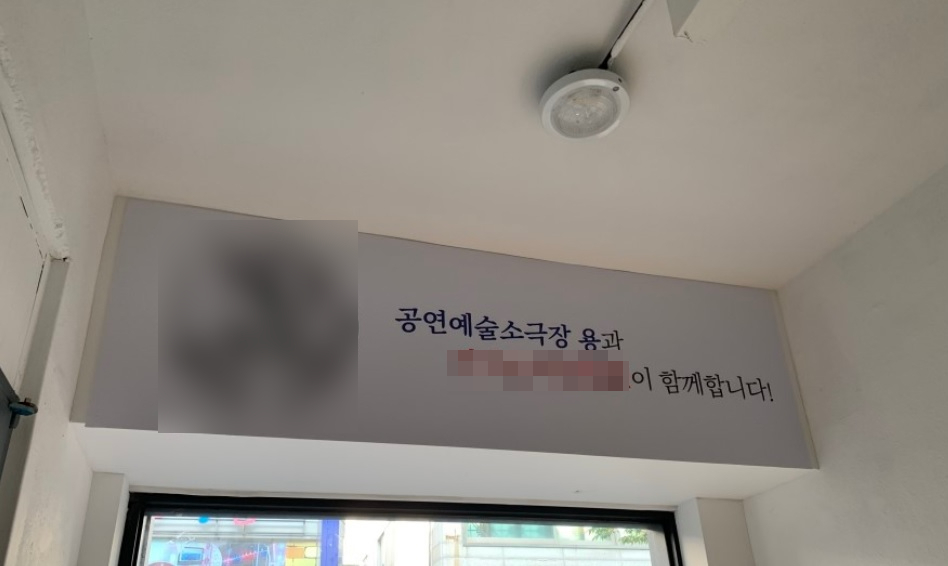 공연예술소극장 용과
이 함께합니다!